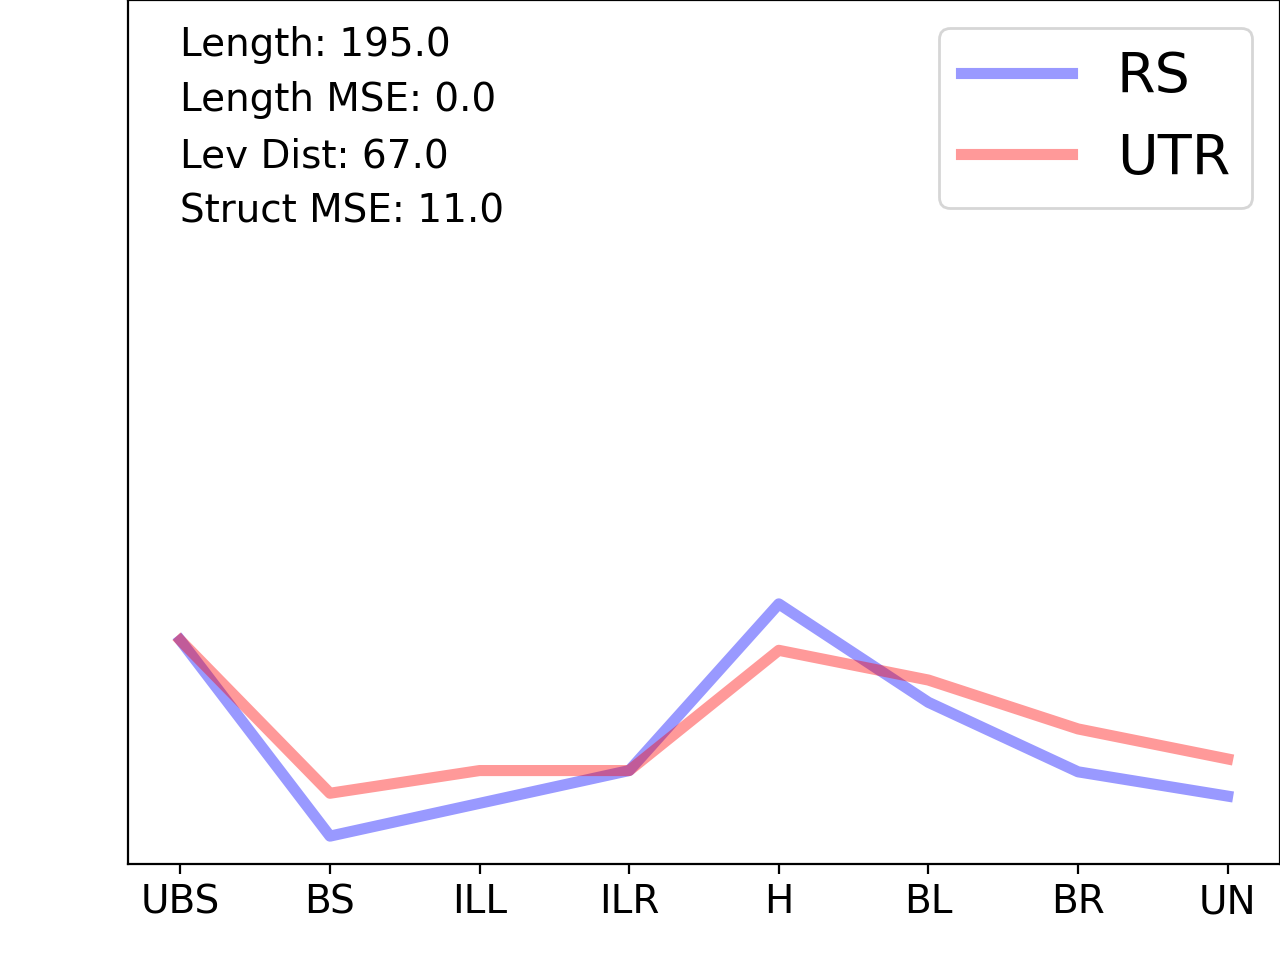 Length: 195.0
Length MSE: 0.0
Lev Dist: 67.0
Struct MSE: 11.0
RS
UTR
UBS BS ILL ILR H BL BR UN